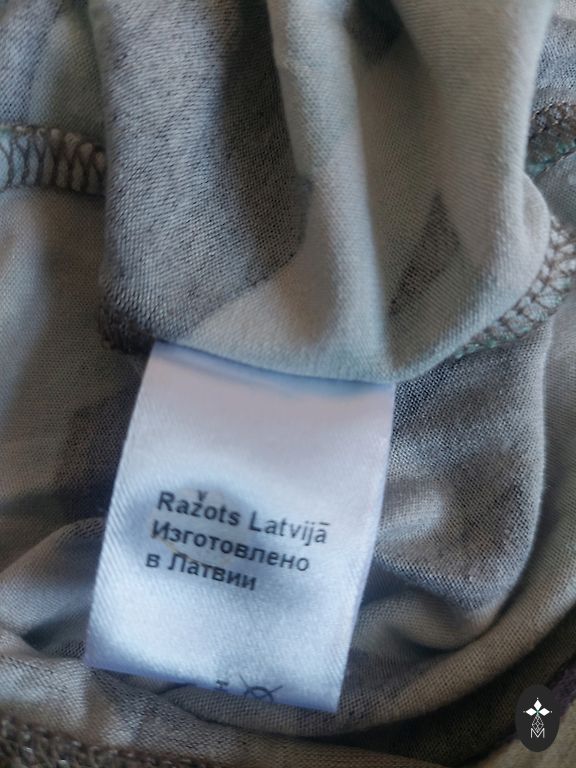 Ražots Latvijā
Изготовлено
в Латвии